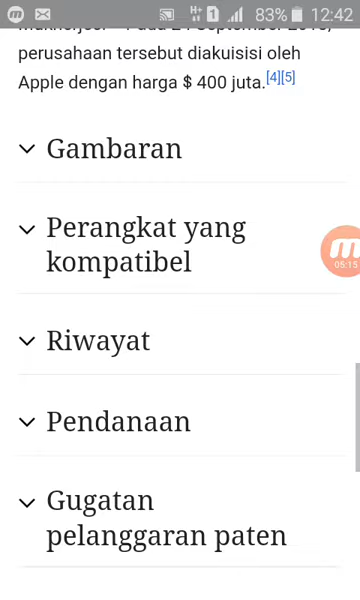 83% 12:42
perusahaan tersebut diakuisisi oleh
Apple dengan harga $ 400 juta.[4][5]
Gambaran
Perangkat yang
kompatibel
05:15
Riwayat
Pendanaan
Gugatan
pelanggaran paten